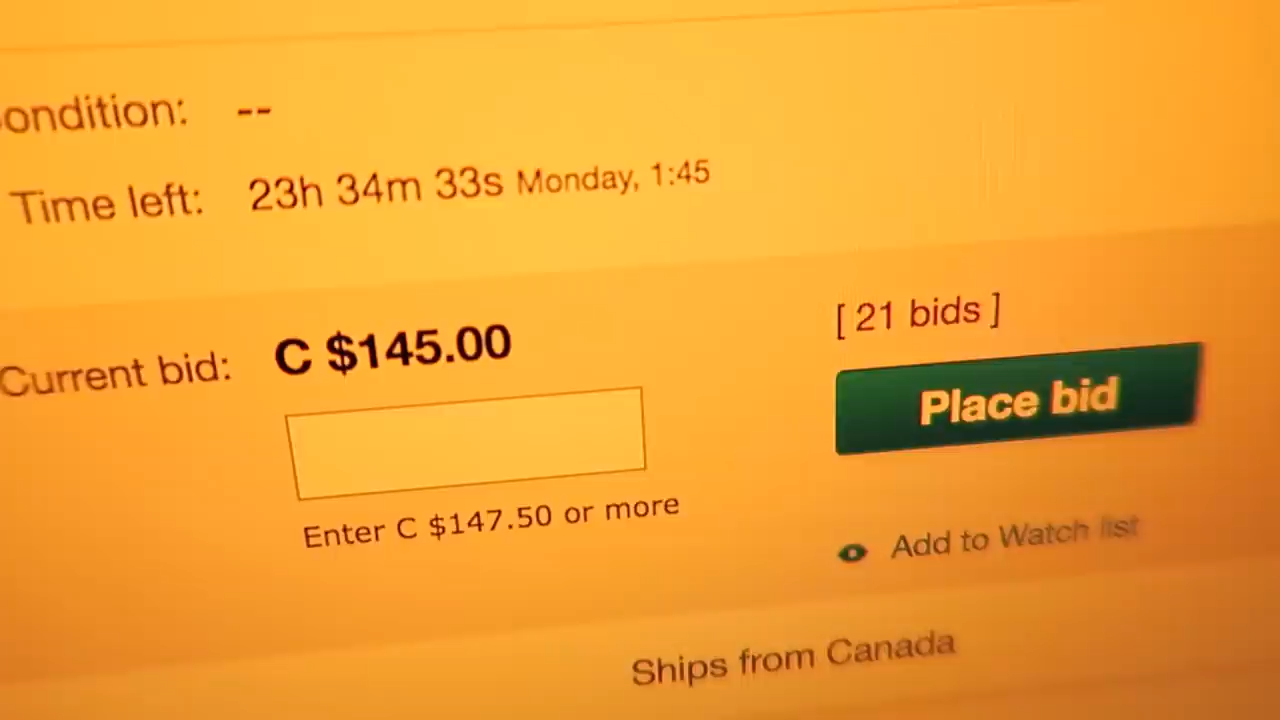 ondition: --
Time left: 23h 34m 33s Monday, 1:45
[ 21 bids ]
Current bid: C $145.00
Place bid
Enter C $147.50 or more
Add to Watch list
Ships from Canada